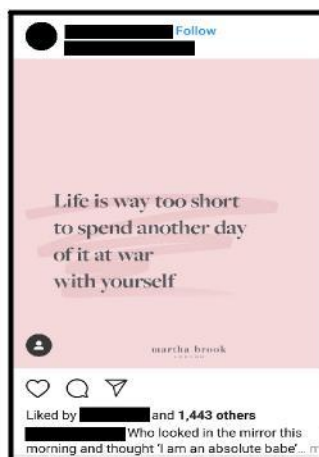 Follow
Life is way too short
to spend another day
of it at war
with yourself
martha brook
LONDON
Liked by and 1,443 others
Who looked in the mirror this
morning and thought 'I am an absolute babe'... m